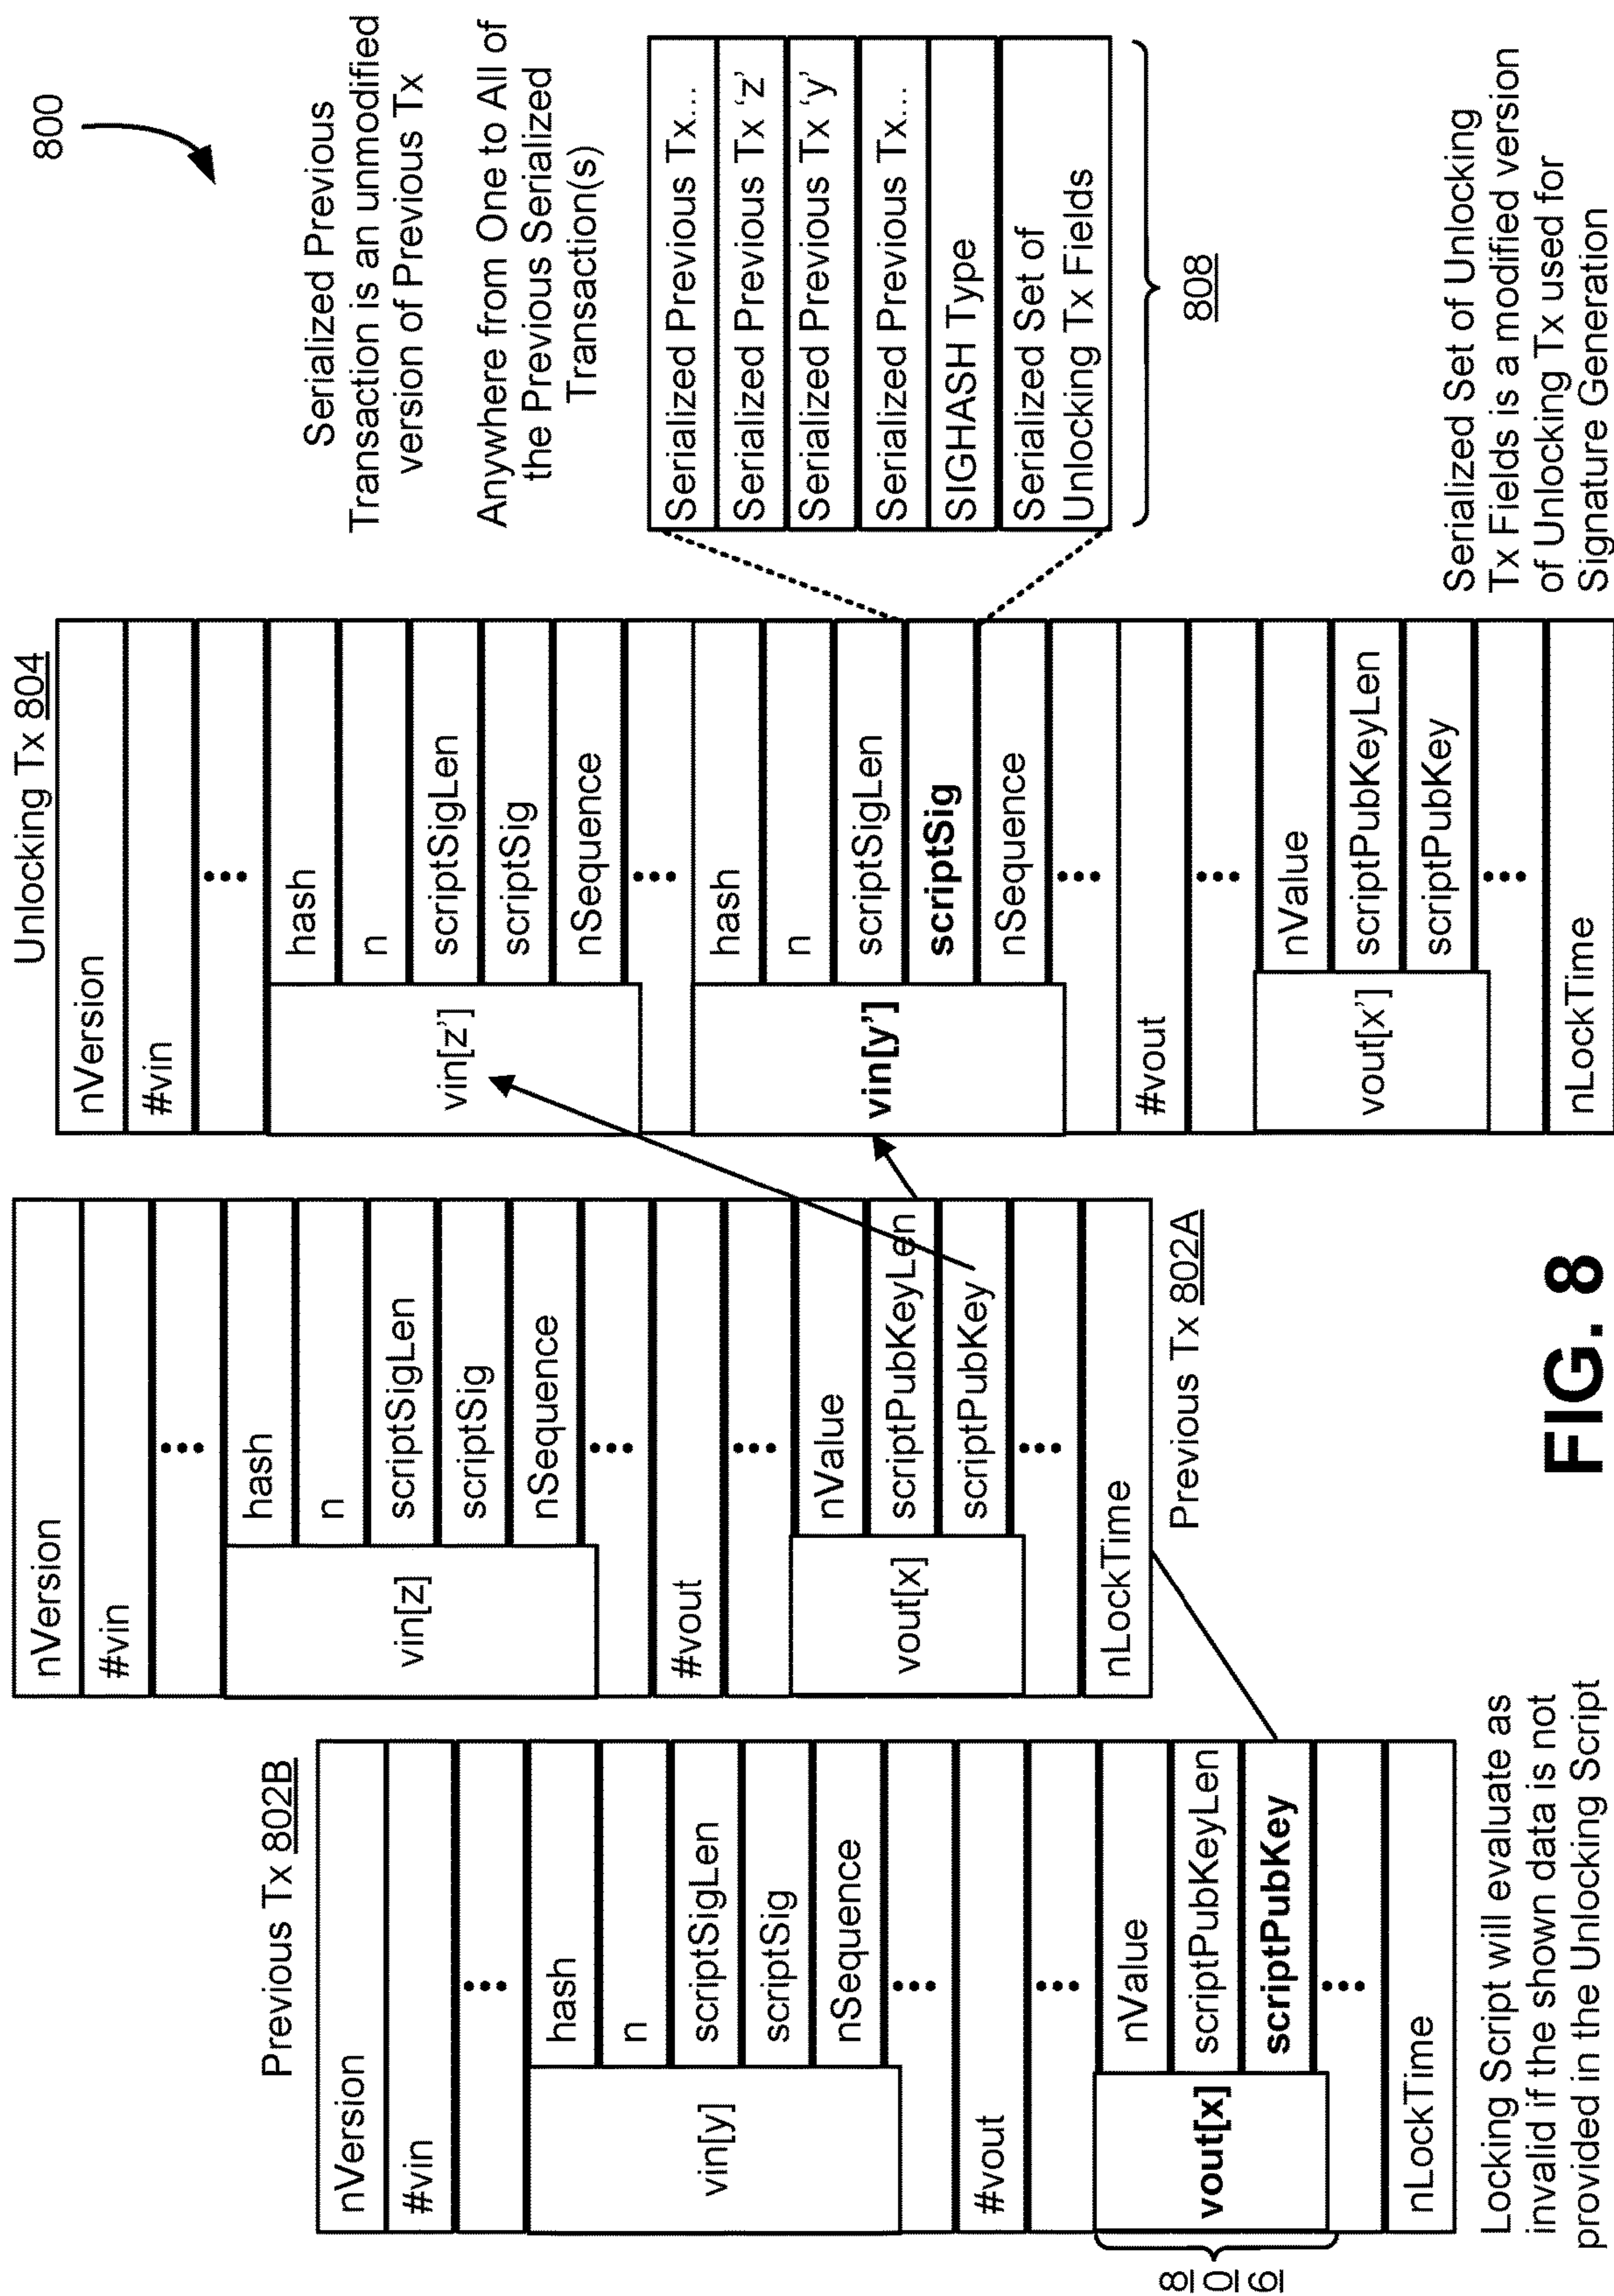 800
Previous Tx 802B
nVersion
#vin
...
vin[y]
hash
n
scriptSigLen
scriptSig
nSequence
...
#vout
...
806
vout[x]
nValue
scriptPubKeyLen
scriptPubKey
...
nLockTime
Locking Script will evaluate as
invalid if the shown data is not
provided in the Unlocking Script
nVersion
#vin
...
vin[z]
hash
n
scriptSigLen
scriptSig
nSequence
...
#vout
...
vout[x]
nValue
scriptPubKeyLen
scriptPubKey
...
nLockTime
Previous Tx 802A
Unlocking Tx 804
nVersion
#vin
...
vin[z']
hash
n
scriptSigLen
scriptSig
nSequence
...
vin[y']
hash
n
scriptSigLen
scriptSig
nSequence
...
#vout
...
vout[x']
nValue
scriptPubKeyLen
scriptPubKey
...
nLockTime
Serialized Previous
Transaction is an unmodified
version of Previous Tx
Anywhere from One to All of
the Previous Serialized
Transaction(s)
Serialized Previous Tx...
Serialized Previous Tx 'z'
Serialized Previous Tx 'y'
Serialized Previous Tx...
SIGHASH Type
Serialized Set of
Unlocking Tx Fields
808
Serialized Set of Unlocking
Tx Fields is a modified version
of Unlocking Tx used for
Signature Generation
FIG. 8